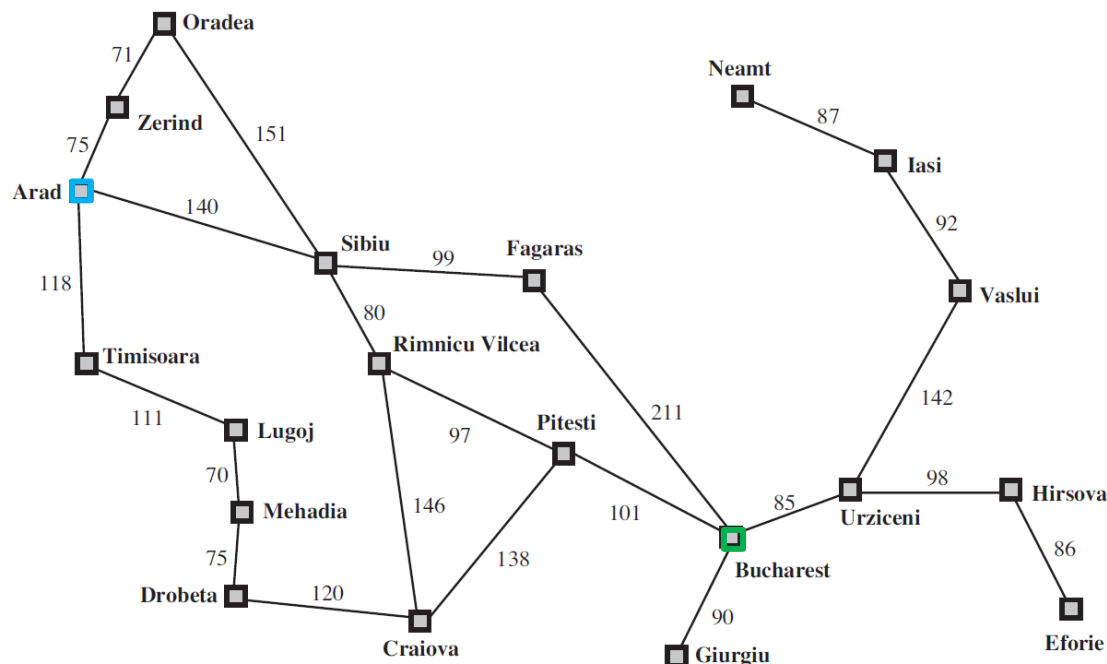 Oradea
71
Neamt
87
Zerind
151
75
Iasi
Arad
140
92
Sibiu
99
Fagaras
118
80
Vaslui
Rimnicu Vilcea
Timisoara
142
211
111
97
Pitesti
Lugoj
70
98
Hirsova
146
Mehadia
101
85
Urziceni
75
138
86
Bucharest
Drobeta
120
90
Craiova
Giurgiu
Eforie